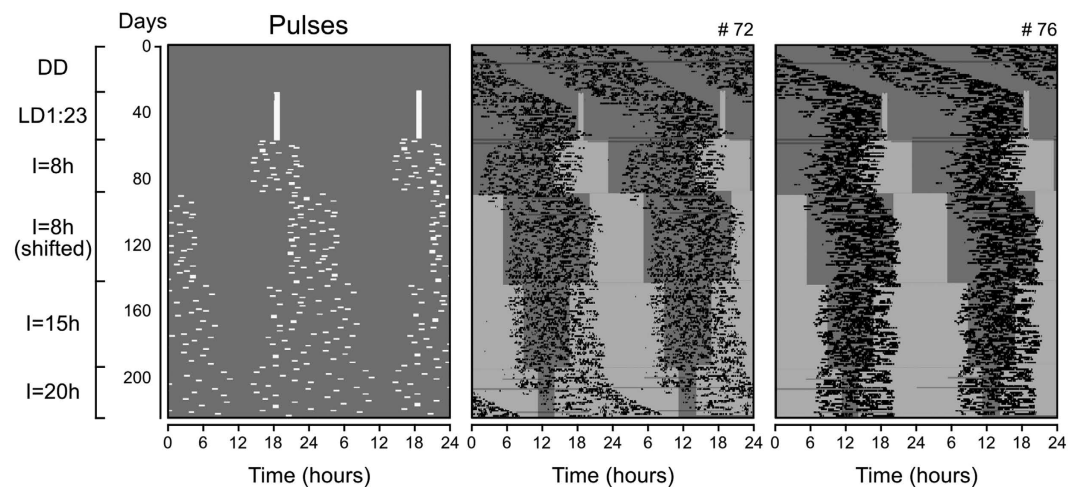 Days
Pulses
# 72
# 76
0
40
80
120
160
200
DD
LD1:23
I=8h
I=8h
(shifted)
I=15h
I=20h
0 6 12 18 24 6 12 18 24
0 6 12 18 24 6 12 18 24
0 6 12 18 24 6 12 18 24
Time (hours)
Time (hours)
Time (hours)